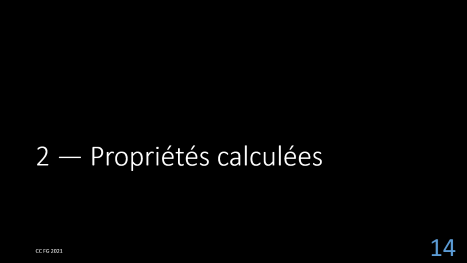 2 — Propriétés calculées
CC FG 2021
14